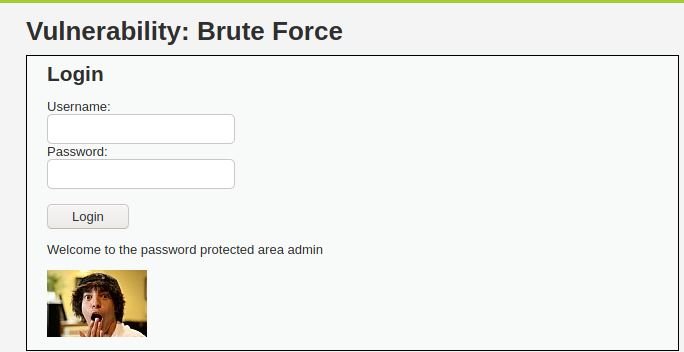 Vulnerability: Brute Force
Login
Username:
Password:
Login
Welcome to the password protected area admin